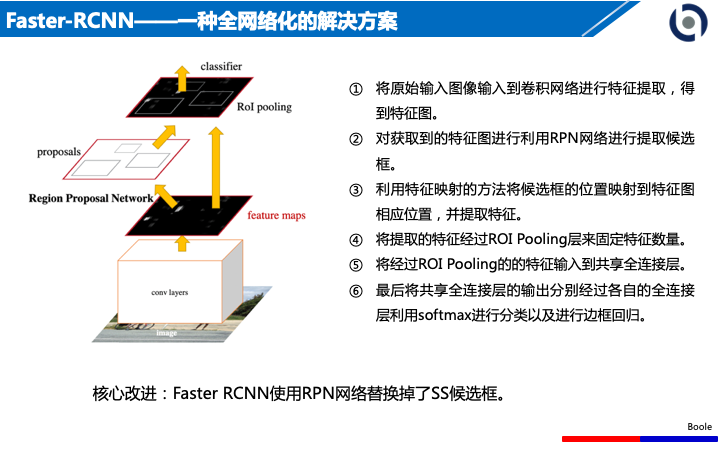 Faster-RCNN——一种全网络化的解决方案
classifier
RoI pooling
proposals
Region Proposal Network
feature maps
conv layers
image
① 将原始输入图像输入到卷积网络进行特征提取，得
到特征图。
② 对获取到的特征图进行利用RPN网络进行提取候选
框。
③ 利用特征映射的方法将候选框的位置映射到特征图
相应位置，并提取特征。
④ 将提取的特征经过ROI Pooling层来固定特征数量。
⑤ 将经过ROI Pooling的的特征输入到共享全连接层。
⑥ 最后将共享全连接层的输出分别经过各自的全连接
层利用softmax进行分类以及进行边框回归。
核心改进：Faster RCNN使用RPN网络替换掉了SS候选框。
Boole